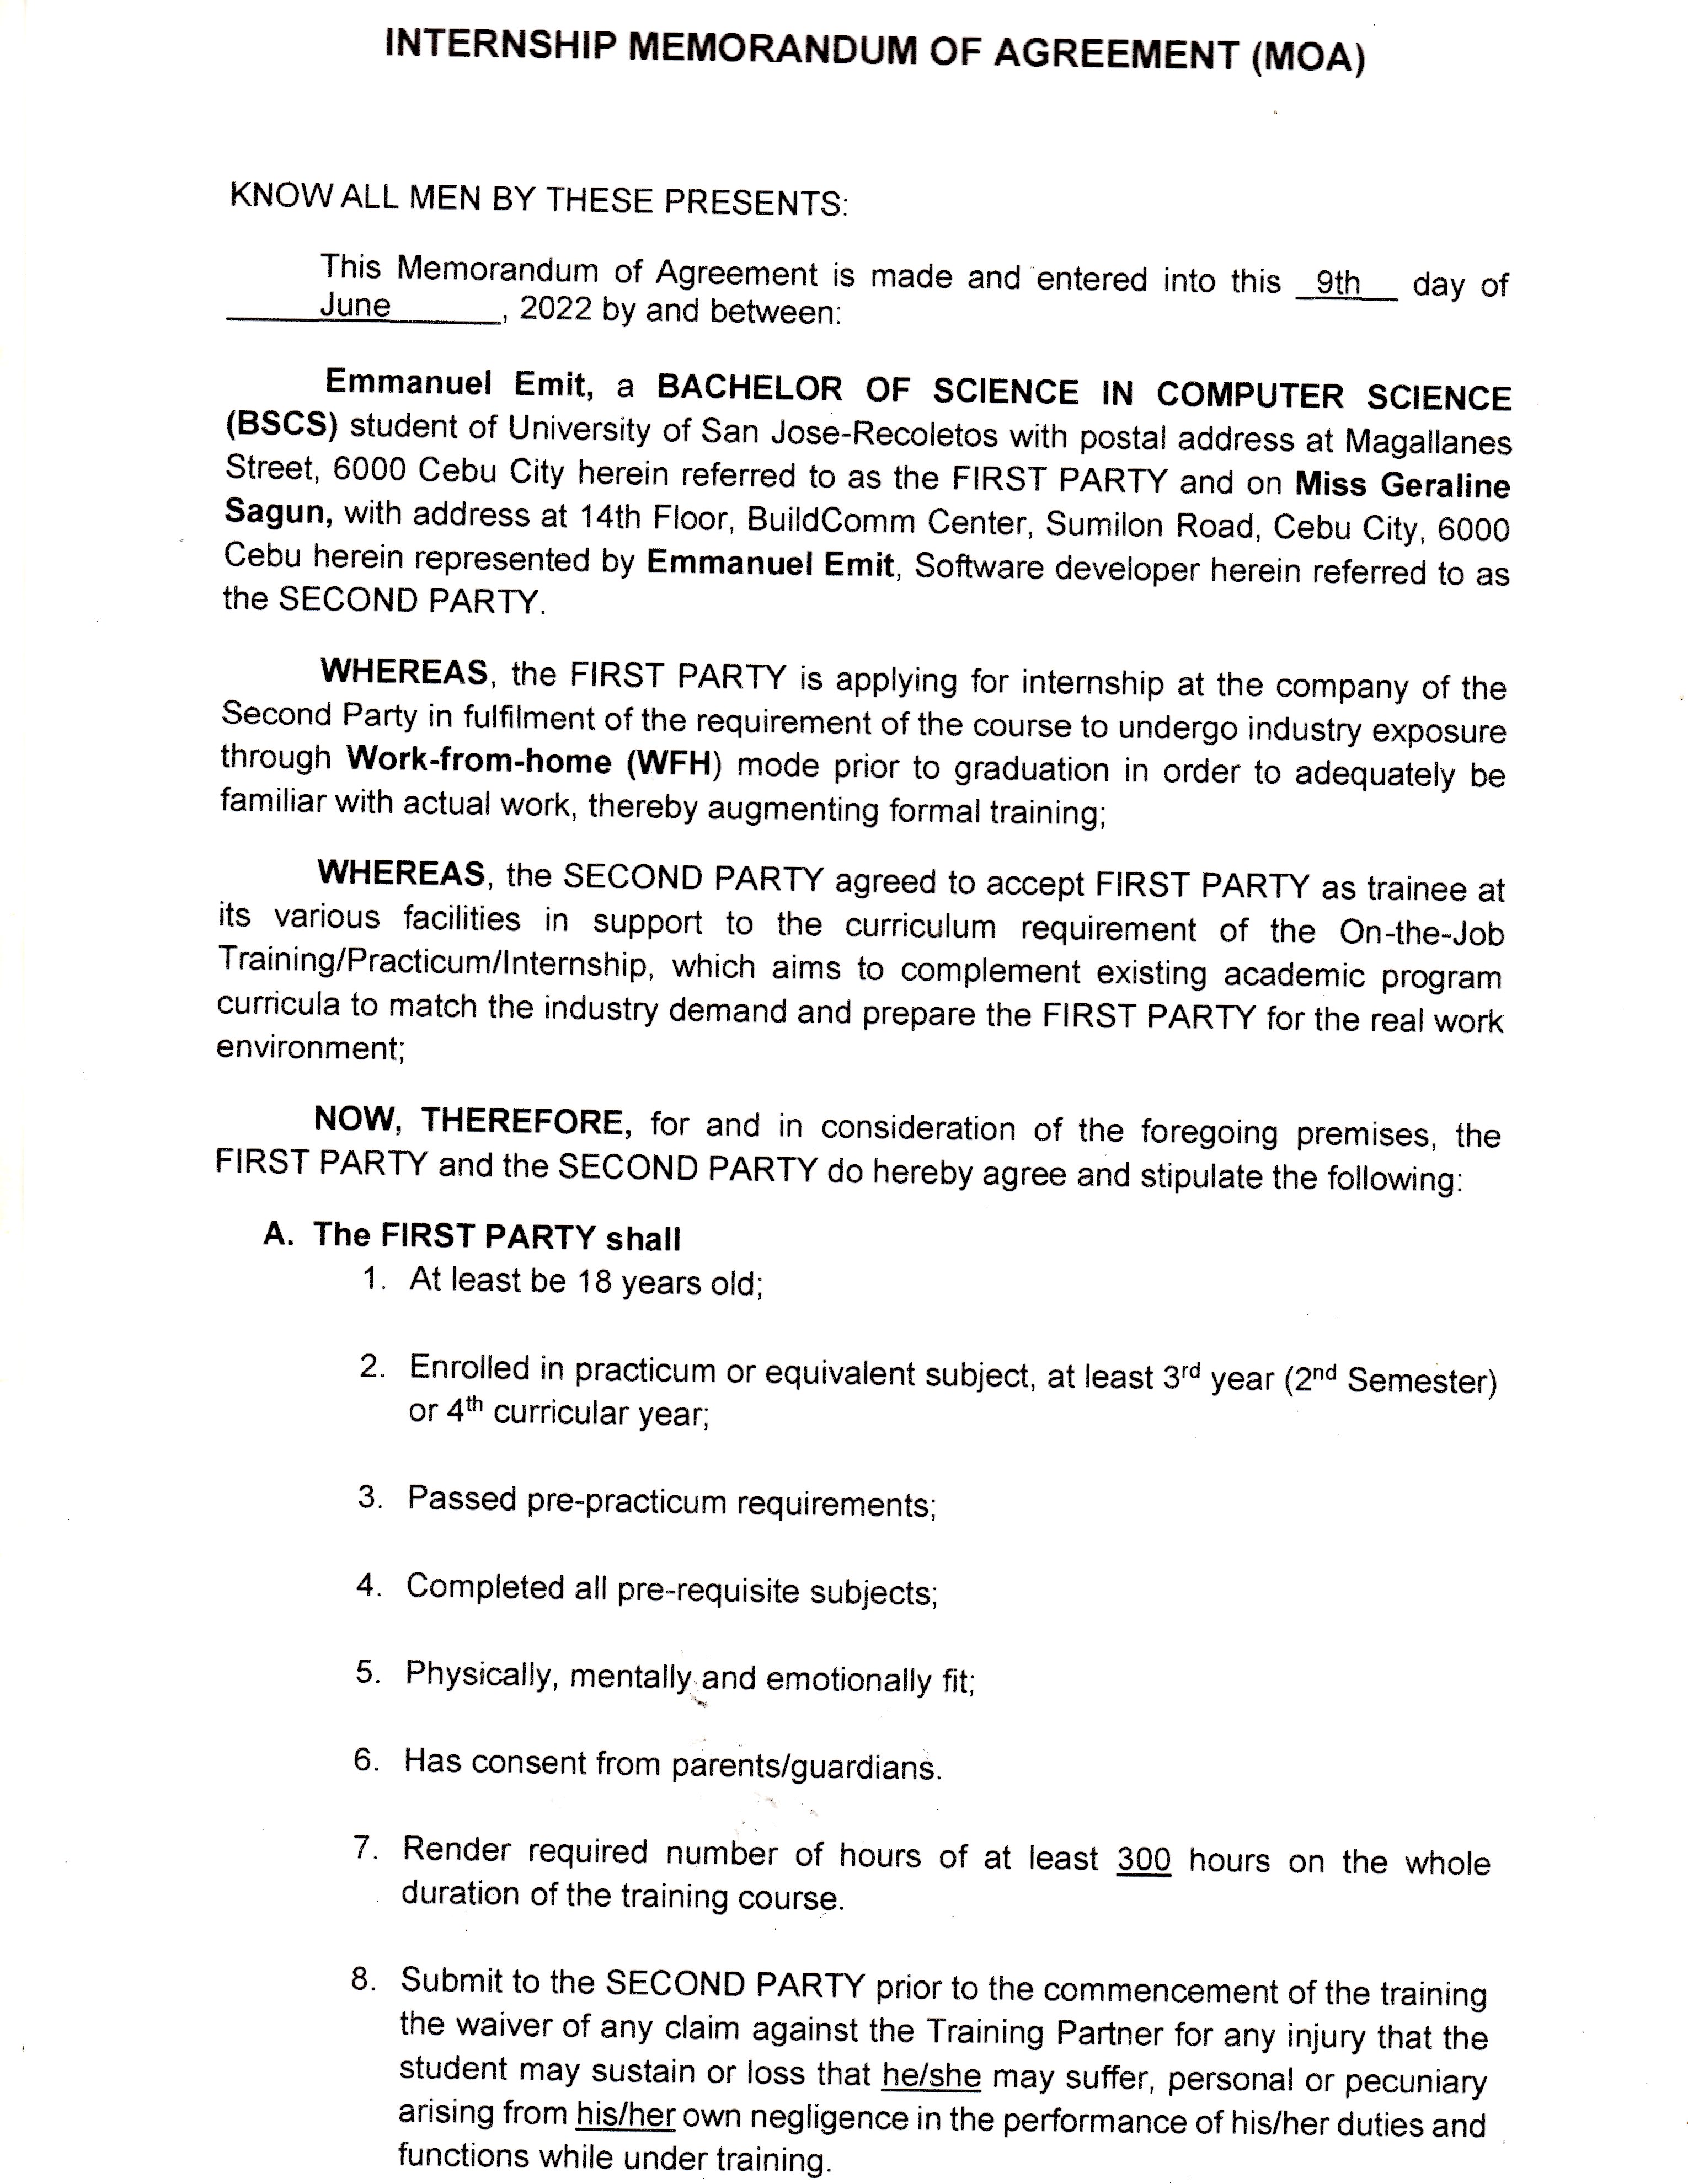 INTERNSHIP MEMORANDUM OF AGREEMENT (MOA)
KNOW ALL MEN BY THESE PRESENTS:
This Memorandum of Agreement is made and entered into this 9th day of
June, 2022 by and between:
Emmanuel Emit, a BACHELOR OF SCIENCE IN COMPUTER SCIENCE
(BSCS) student of University of San Jose-Recoletos with postal address at Magallanes
Street, 6000 Cebu City herein referred to as the FIRST PARTY and on Miss Geraline
Sagun, with address at 14th Floor, BuildComm Center, Sumilon Road, Cebu City, 6000
Cebu herein represented by Emmanuel Emit, Software developer herein referred to as
the SECOND PARTY.
WHEREAS, the FIRST PARTY is applying for internship at the company of the
Second Party in fulfilment of the requirement of the course to undergo industry exposure
through Work-from-home (WFH) mode prior to graduation in order to adequately be
familiar with actual work, thereby augmenting formal training;
WHEREAS, the SECOND PARTY agreed to accept FIRST PARTY as trainee at
its various facilities in support to the curriculum requirement of the On-the-Job
Training/Practicum/Internship, which aims to complement existing academic program
curricula to match the industry demand and prepare the FIRST PARTY for the real work
environment;
NOW, THEREFORE, for and in consideration of the foregoing premises, the
FIRST PARTY and the SECOND PARTY do hereby agree and stipulate the following:
A. The FIRST PARTY shall
1. At least be 18 years old;
2. Enrolled in practicum or equivalent subject, at least 3rd year (2nd Semester)
or 4th curricular year;
3. Passed pre-practicum requirements;
4. Completed all pre-requisite subjects;
5. Physically, mentally and emotionally fit;
6. Has consent from parents/guardians.
7. Render required number of hours of at least 300 hours on the whole
duration of the training course.
8. Submit to the SECOND PARTY prior to the commencement of the training
the waiver of any claim against the Training Partner for any injury that the
student may sustain or loss that he/she may suffer, personal or pecuniary
arising from his/her own negligence in the performance of his/her duties and
functions while under training.